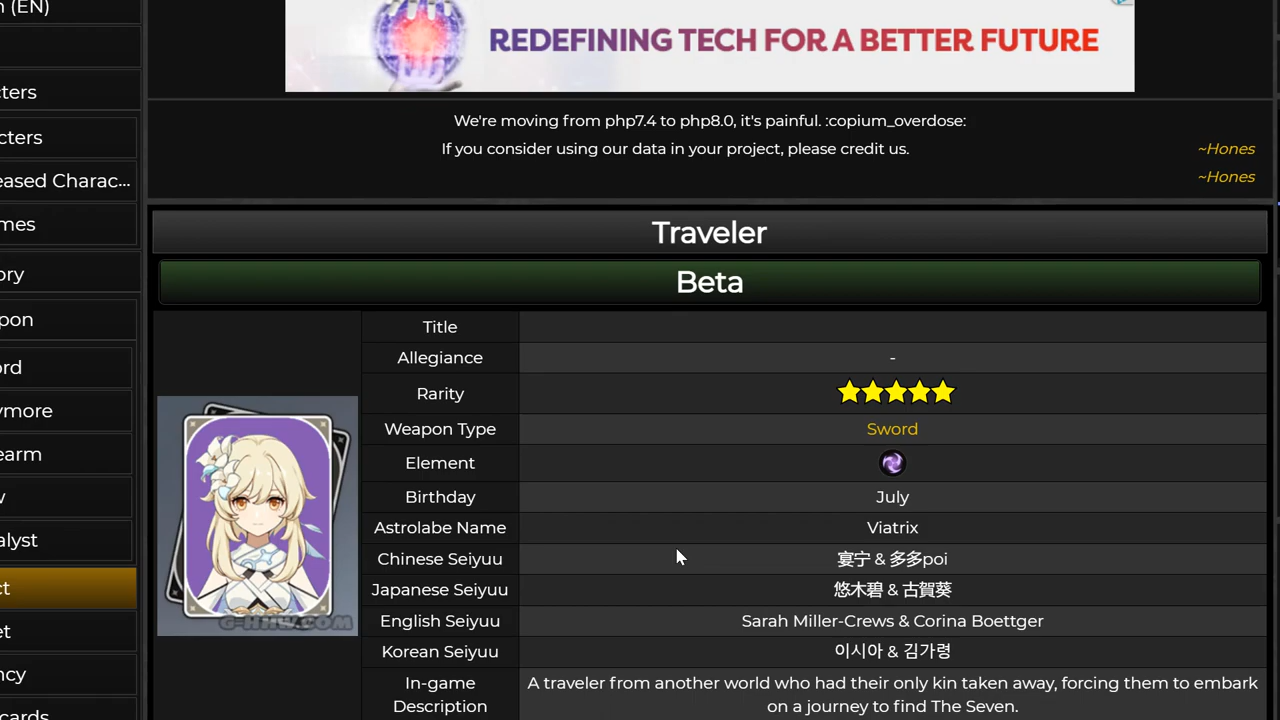 n (EN)
ters
ters
eased Charac...
mes
ory
pon
rd
ymore
earm
w
alyst
ct
et
ncy
cards
REDEFINING TECH FOR A BETTER FUTURE
We're moving from php7.4 to php8.0, it's painful. :copium_overdose:
If you consider using our data in your project, please credit us.
~Hones
~Hones
Traveler
Beta
Title
Allegiance -
Rarity
Weapon Type Sword
Element
Birthday July
Astrolabe Name Viatrix
Chinese Seiyuu 宴宁 & 多多poi
Japanese Seiyuu 悠木碧 & 古賀葵
English Seiyuu Sarah Miller-Crews & Corina Boettger
Korean Seiyuu 이시아 & 김가령
In-game Description
A traveler from another world who had their only kin taken away, forcing them to embark
on a journey to find The Seven.